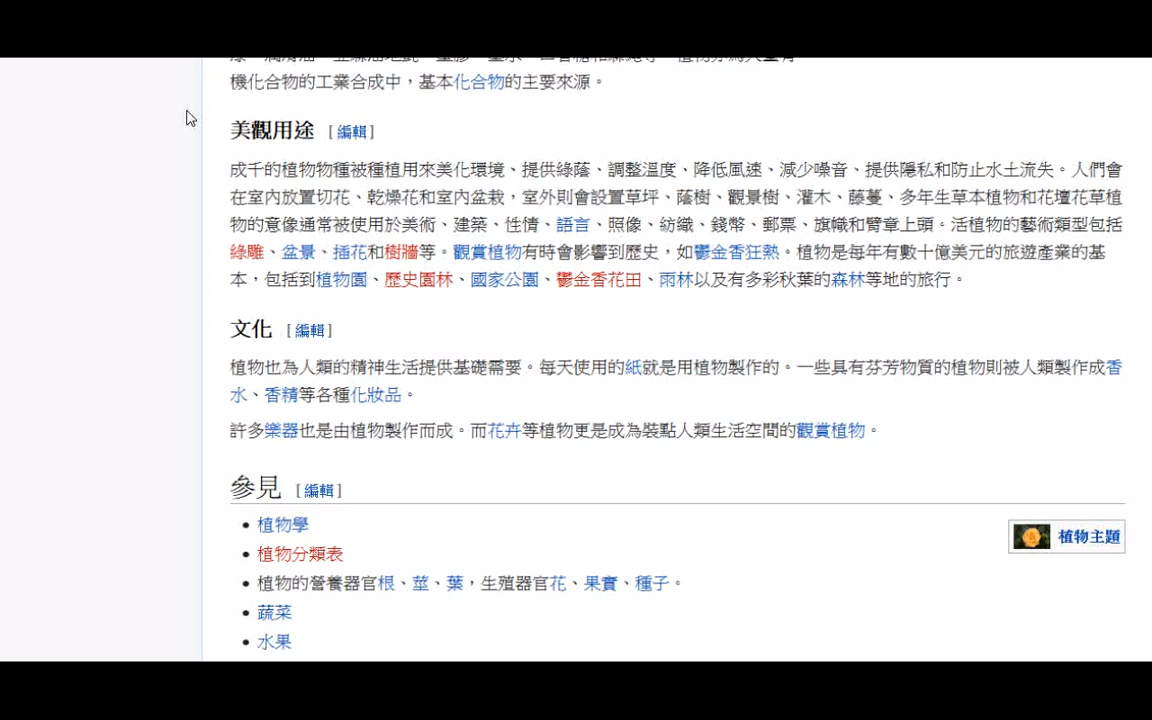 機化合物的工業合成中，基本化合物的主要來源。
美觀用途 [編輯]
成千的植物物種被種植用來美化環境、提供綠蔭、調整溫度、降低風速、減少噪音、提供隱私和防止水土流失。人們會
在室內放置切花、乾燥花和室內盆栽，室外則會設置草坪、蔭樹、觀景樹、灌木、藤蔓、多年生草本植物和花壇花草植
物的意像通常被使用於美術、建築、性情、語言、照像、紡織、錢幣、郵票、旗幟和臂章上頭。活植物的藝術類型包括
綠雕、盆景、插花和樹牆等。觀賞植物有時會影響到歷史，如鬱金香狂熱。植物是每年有數十億美元的旅遊產業的基
本，包括到植物園、歷史園林、國家公園、鬱金香花田、雨林以及有多彩秋葉的森林等地的旅行。
文化 [編輯]
植物也為人類的精神生活提供基礎需要。每天使用的紙就是用植物製作的。一些具有芬芳物質的植物則被人類製作成香
水、香精等各種化妝品。
許多樂器也是由植物製作而成。而花卉等植物更是成為裝點人類生活空間的觀賞植物。
參見 [編輯]
植物學
植物主題
植物分類表
植物的營養器官根、莖、葉，生殖器官花、果實、種子。
蔬菜
水果